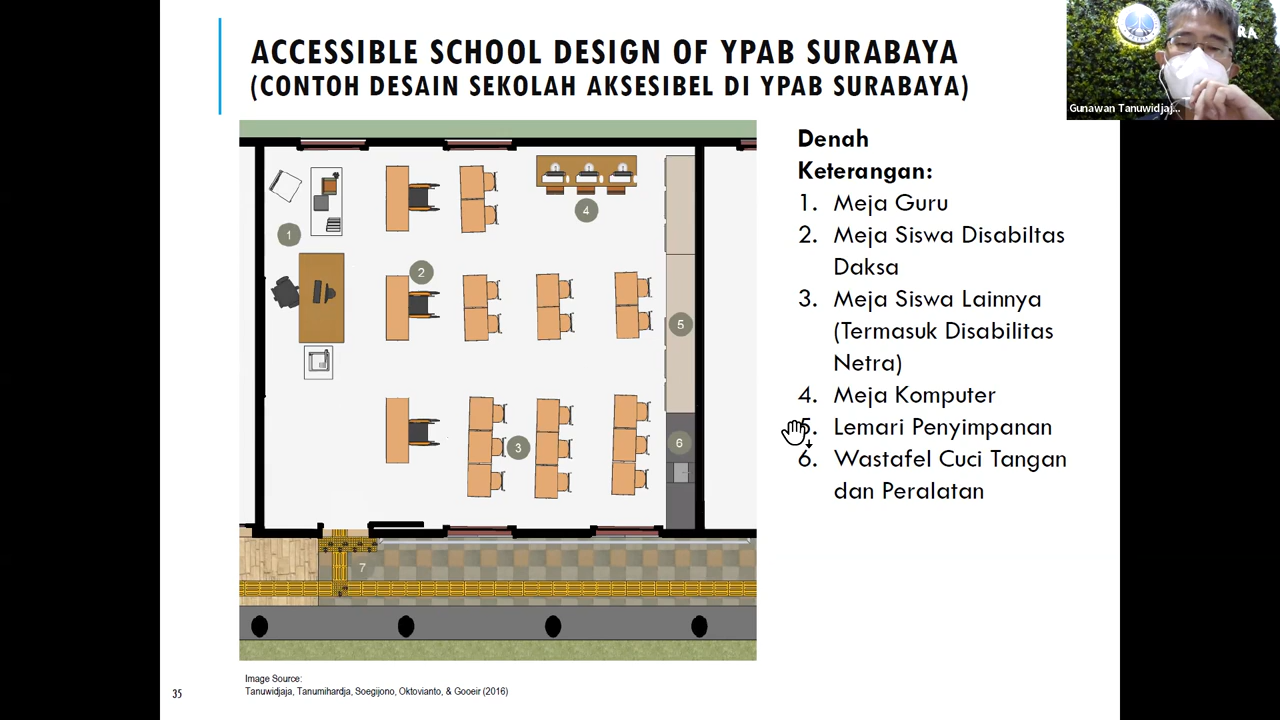 ACCESSIBLE SCHOOL DESIGN OF YPAB SURABAYA
(CONTOH DESAIN SEKOLAH AKSESIBEL DI YPAB SURABAYA)
RA
Gunawan Tanuwidjaj...
Denah
Keterangan:
1. Meja Guru
2. Meja Siswa Disabiltas
Daksa
3. Meja Siswa Lainnya
(Termasuk Disabilitas
Netra)
4. Meja Komputer
5. Lemari Penyimpanan
6. Wastafel Cuci Tangan
dan Peralatan
1
2
3
4
5
6
7
Image Source:
Tanuwidjaja, Tanumihardja, Soegijono, Oktovianto, & Gooeir (2016)
35